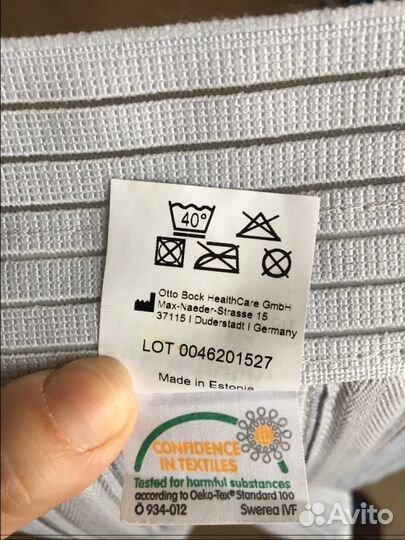 40°
Otto Bock HealthCare GmbH
Max-Naeder-Strasse 15
37115 | Duderstadt | Germany
LOT 0046201527
Made in Estonia
CONFIDENCE
IN TEXTILES
Tested for harmful substances
according to Oeko-Tex® Standard 100
Ö 934-012 Swerea IVF
Avito